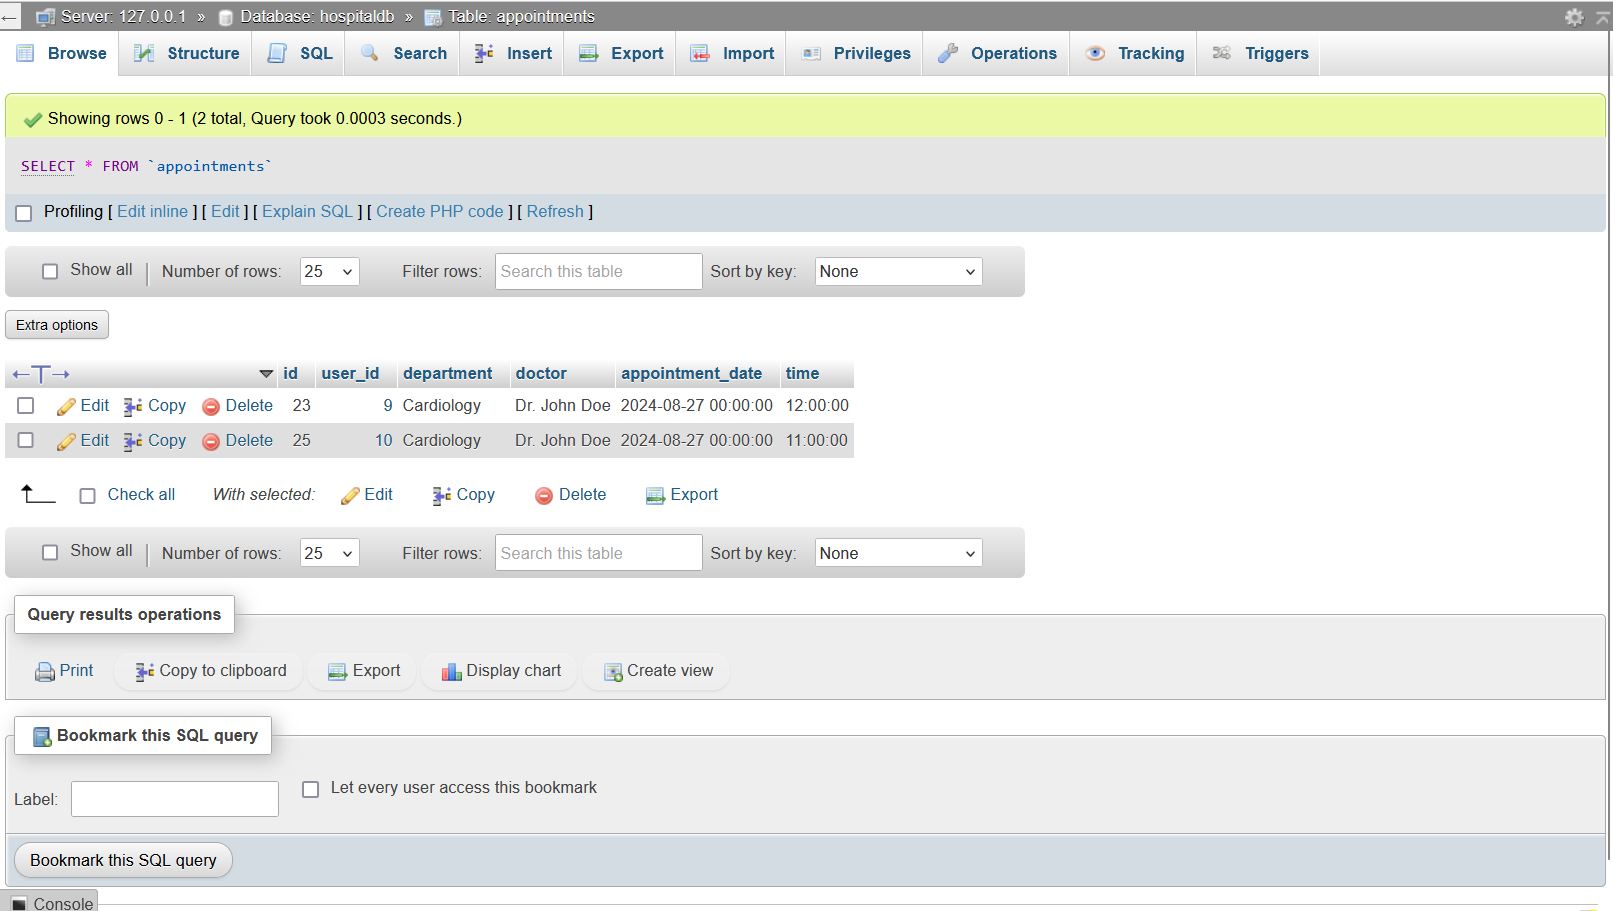 Server: 127.0.0.1 » Database: hospitaldb » Table: appointments
Browse Structure SQL Search Insert Export Import Privileges Operations Tracking Triggers
Showing rows 0 - 1 (2 total, Query took 0.0003 seconds.)
SELECT * FROM `appointments`
Profiling [ Edit inline ] [ Edit ] [ Explain SQL ] [ Create PHP code ] [ Refresh ]
Show all Number of rows: 25 Filter rows: Search this table Sort by key: None
Extra options
id user_id department doctor appointment_date time
Edit Copy Delete 23 9 Cardiology Dr. John Doe 2024-08-27 00:00:00 12:00:00
Edit Copy Delete 25 10 Cardiology Dr. John Doe 2024-08-27 00:00:00 11:00:00
Check all With selected: Edit Copy Delete Export
Show all Number of rows: 25 Filter rows: Search this table Sort by key: None
Query results operations
Print Copy to clipboard Export Display chart Create view
Bookmark this SQL query
Label: Let every user access this bookmark
Bookmark this SQL query
Console